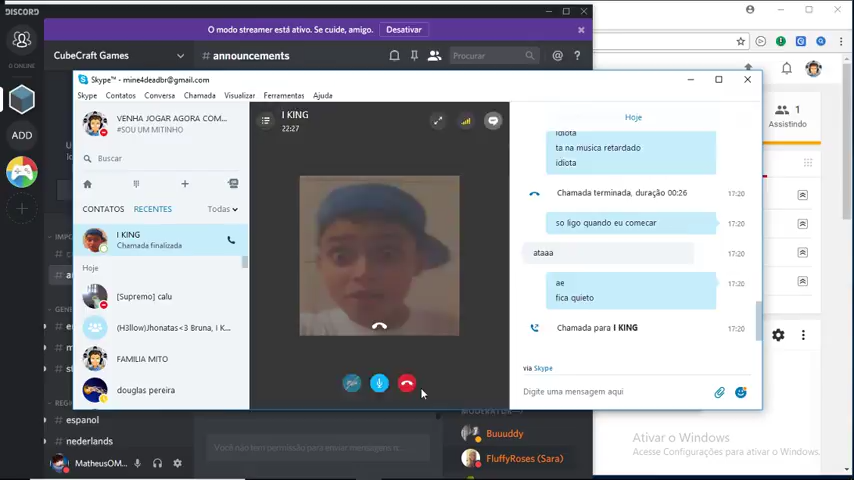 DISCORD
O modo streamer está ativo. Se cuide, amigo.
Desativar
CubeCraft Games
# announcements
Procurar
Skype™ - mine4deadbr@gmail.com
Skype Contatos Conversa Chamada Visualizar Ferramentas Ajuda
0 ONLINE
ADD
VENHA JOGAR AGORA COM...
#SOU UM MITINHO
Buscar
CONTATOS RECENTES Todas
I KING
Chamada finalizada
Hoje
[Supremo] calu
(H3llow)Jhonatas<3 Bruna, I K...
FAMILIA MITO
douglas pereira
# espanol
# nederlands
MatheusOM...
I KING
22:27
Hoje
idiota
ta na musica retardado
idiota
Chamada terminada, duração 00:26 17:20
so ligo quando eu comecar 17:20
ataaa 17:20
ae 17:20
fica quieto
Chamada para I KING 17:20
via Skype
Digite uma mensagem aqui
Você não tem permissão para enviar mensagem n...
MODERATOR—
Buuuddy
FluffyRoses (Sara)
1
Assistindo
Ativar o Windows
Acesse Configurações para ativar o Windows.